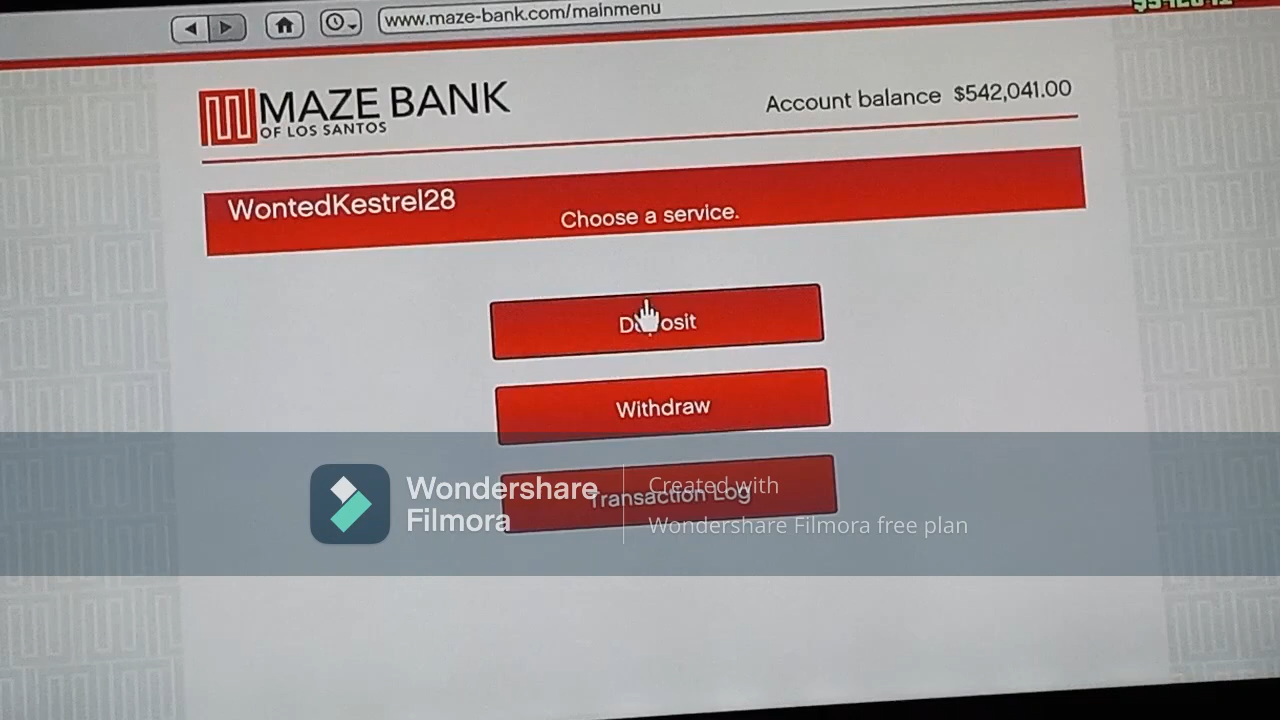 www.maze-bank.com/mainmenu
MAZE BANK
OF LOS SANTOS
Account balance $542,041.00
WontedKestrel28
Choose a service.
Deposit
Withdraw
Transaction Log
Wondershare
Filmora
Created with
Wondershare Filmora free plan